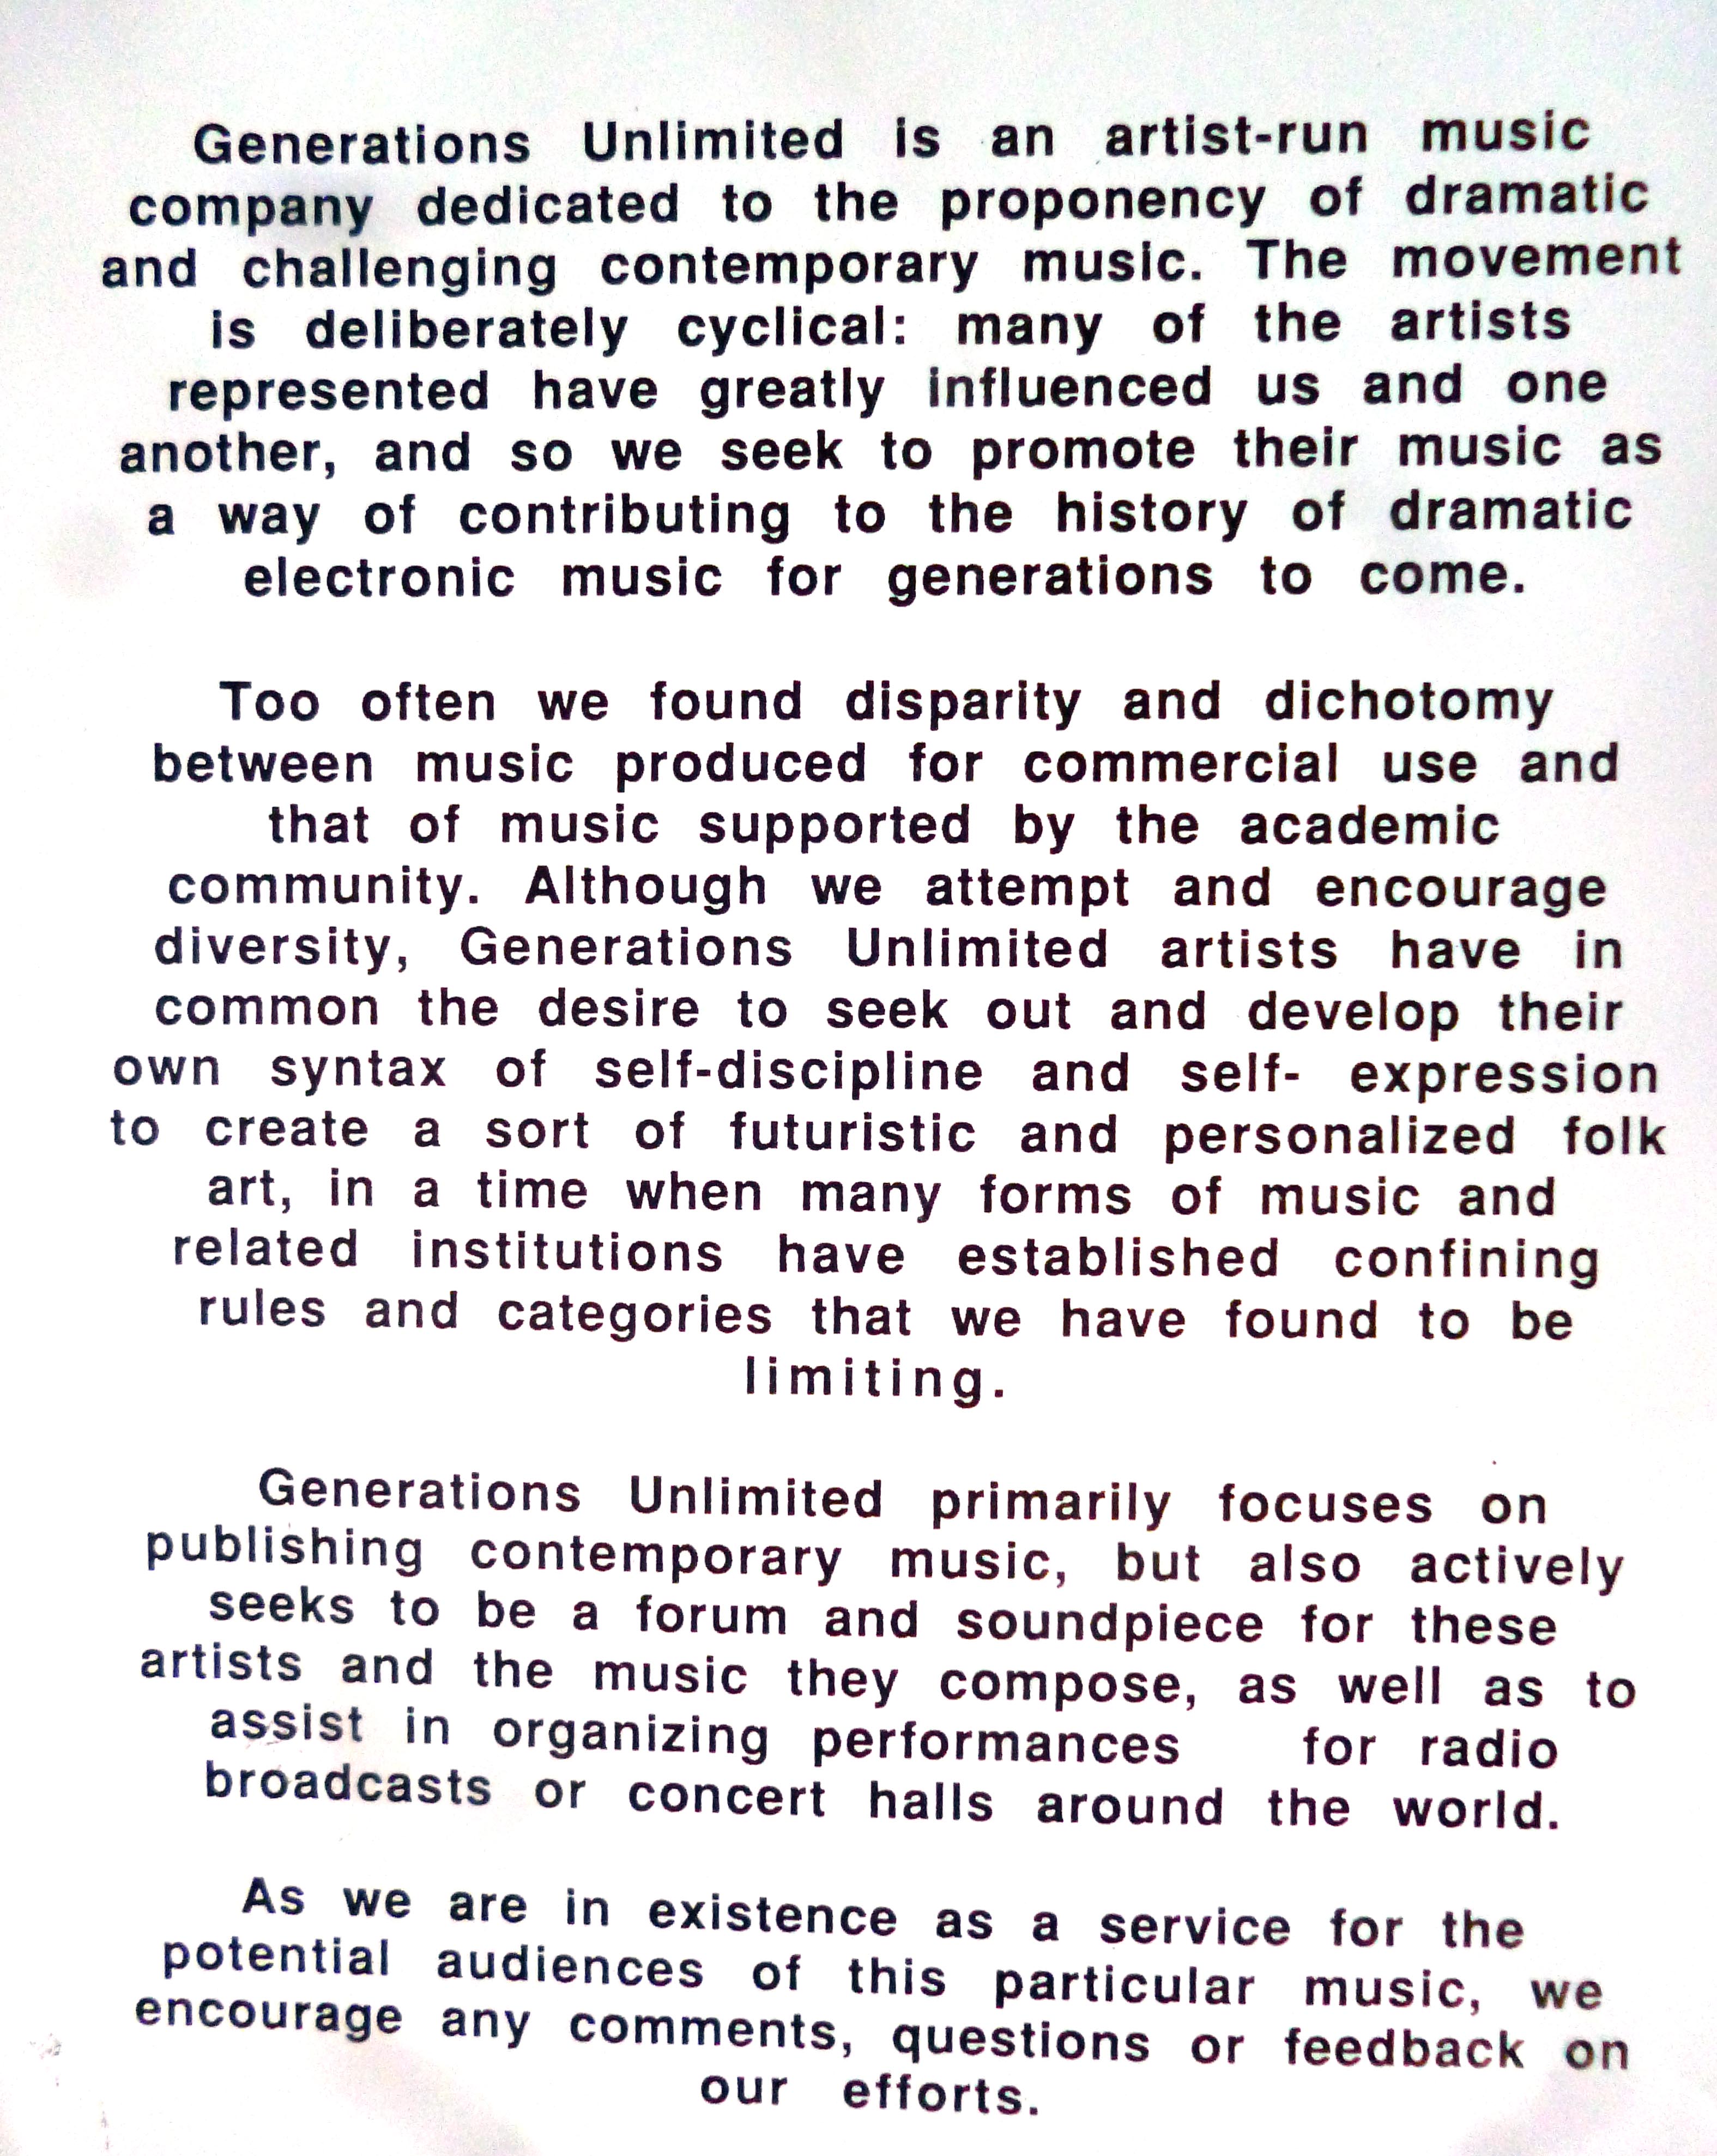 Generations Unlimited is an artist-run music
company dedicated to the proponency of dramatic
and challenging contemporary music. The movement
is deliberately cyclical: many of the artists
represented have greatly influenced us and one
another, and so we seek to promote their music as
a way of contributing to the history of dramatic
electronic music for generations to come.
Too often we found disparity and dichotomy
between music produced for commercial use and
that of music supported by the academic
community. Although we attempt and encourage
diversity, Generations Unlimited artists have in
common the desire to seek out and develop their
own syntax of self-discipline and self- expression
to create a sort of futuristic and personalized folk
art, in a time when many forms of music and
related institutions have established confining
rules and categories that we have found to be
limiting.
Generations Unlimited primarily focuses on
publishing contemporary music, but also actively
seeks to be a forum and soundpiece for these
artists and the music they compose, as well as to
assist in organizing performances for radio
broadcasts or concert halls around the world.
As we are in existence as a service for the
potential audiences of this particular music, we
encourage any comments, questions or feedback on
our efforts.